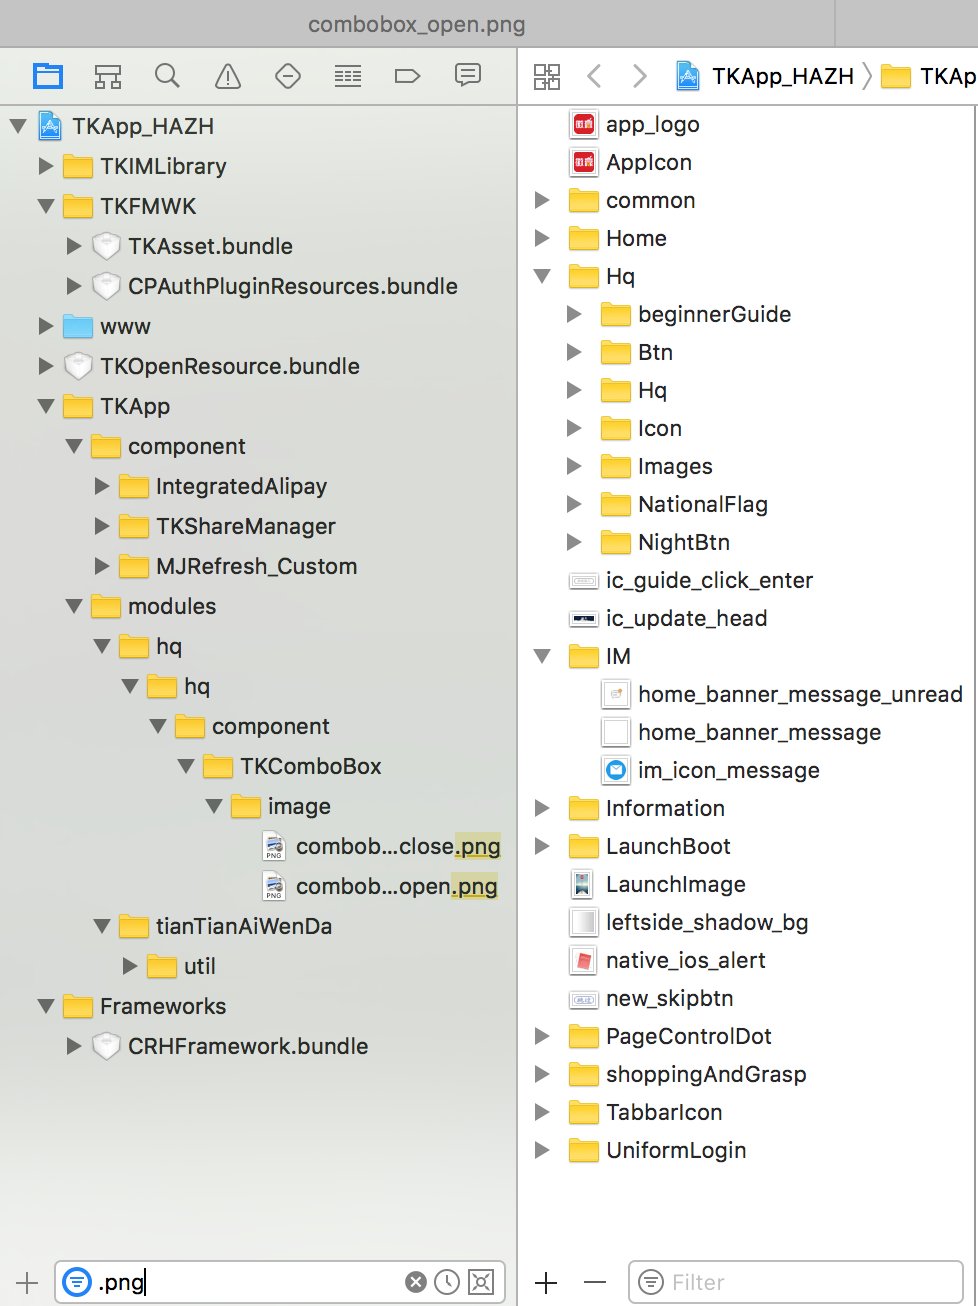 combobox_open.png
TKApp_HAZH
TKIMLibrary
TKFMWK
TKAsset.bundle
CPAuthPluginResources.bundle
www
TKOpenResource.bundle
TKApp
component
IntegratedAlipay
TKShareManager
MJRefresh_Custom
modules
hq
hq
component
TKComboBox
image
PNG
combob...close.png
PNG
combob...open.png
tianTianAiWenDa
util
Frameworks
CRHFramework.bundle
.png
TKApp_HAZH
TKAp
app_logo
AppIcon
common
Home
Hq
beginnerGuide
Btn
Hq
Icon
Images
NationalFlag
NightBtn
ic_guide_click_enter
ic_update_head
IM
home_banner_message_unread
home_banner_message
im_icon_message
Information
LaunchBoot
LaunchImage
leftside_shadow_bg
native_ios_alert
new_skipbtn
PageControlDot
shoppingAndGrasp
TabbarIcon
UniformLogin
Filter